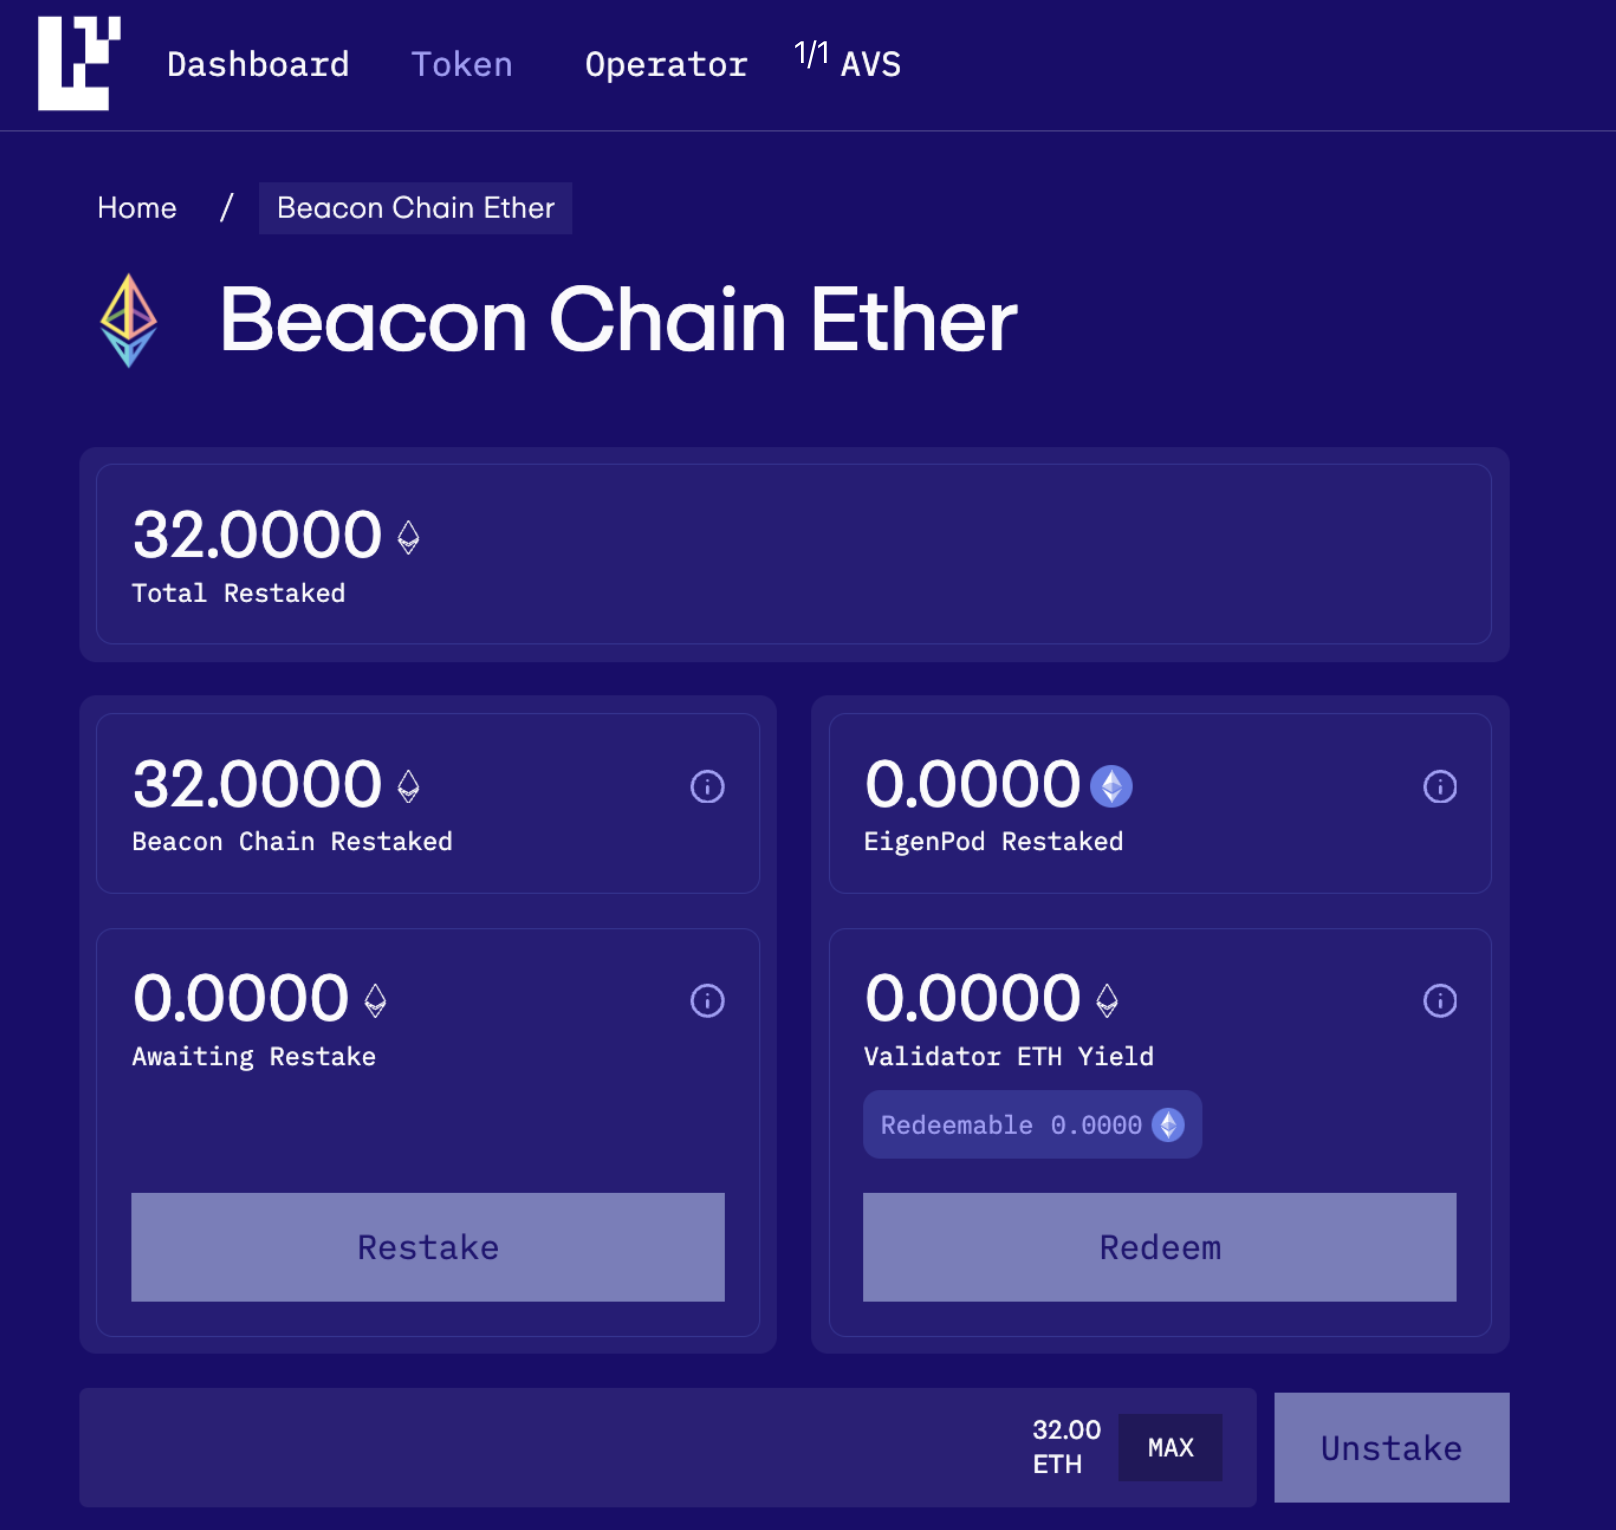 Dashboard Token Operator 1/1 AVS
Home / Beacon Chain Ether
Beacon Chain Ether
32.0000
Total Restaked
32.0000
Beacon Chain Restaked
0.0000
EigenPod Restaked
0.0000
Awaiting Restake
Restake
0.0000
Validator ETH Yield
Redeemable 0.0000
Redeem
32.00
ETH
MAX
Unstake